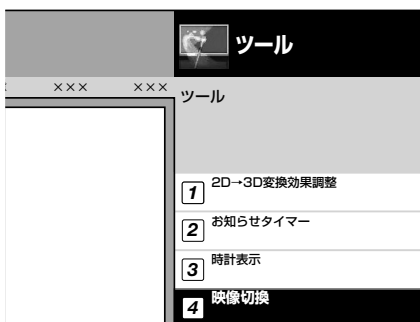 ツール
××× ×××
ツール
1 2D→3D変換効果調整
2 お知らせタイマー
3 時計表示
4 映像切換